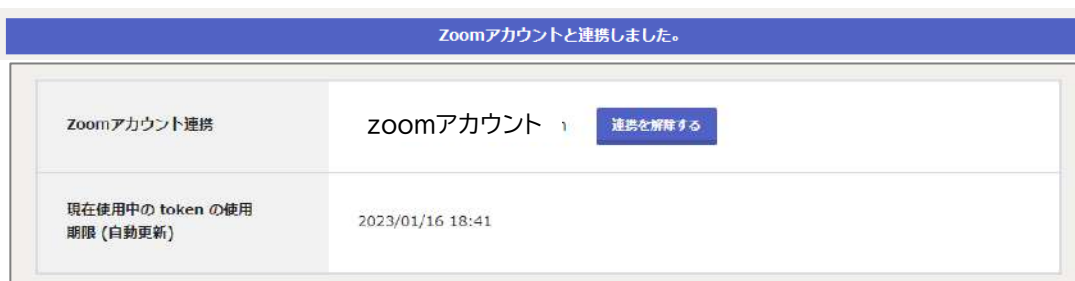 Zoomアカウントと連携しました。
Zoomアカウント連携
zoomアカウント
連携を解除する
現在使用中の token の使用
期限 (自動更新)
2023/01/16 18:41